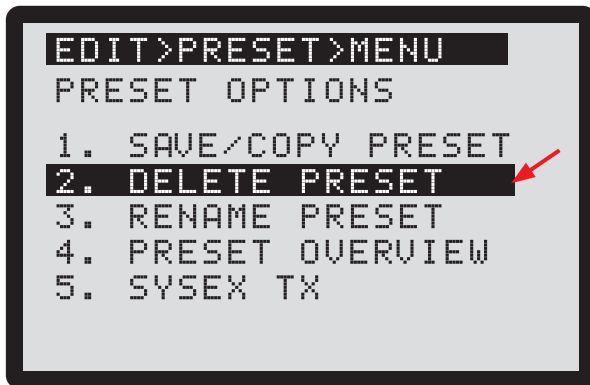 EDIT>PRESET>MENU
PRESET OPTIONS
1. SAVE/COPY PRESET
2. DELETE PRESET
3. RENAME PRESET
4. PRESET OVERVIEW
5. SYSEX TX